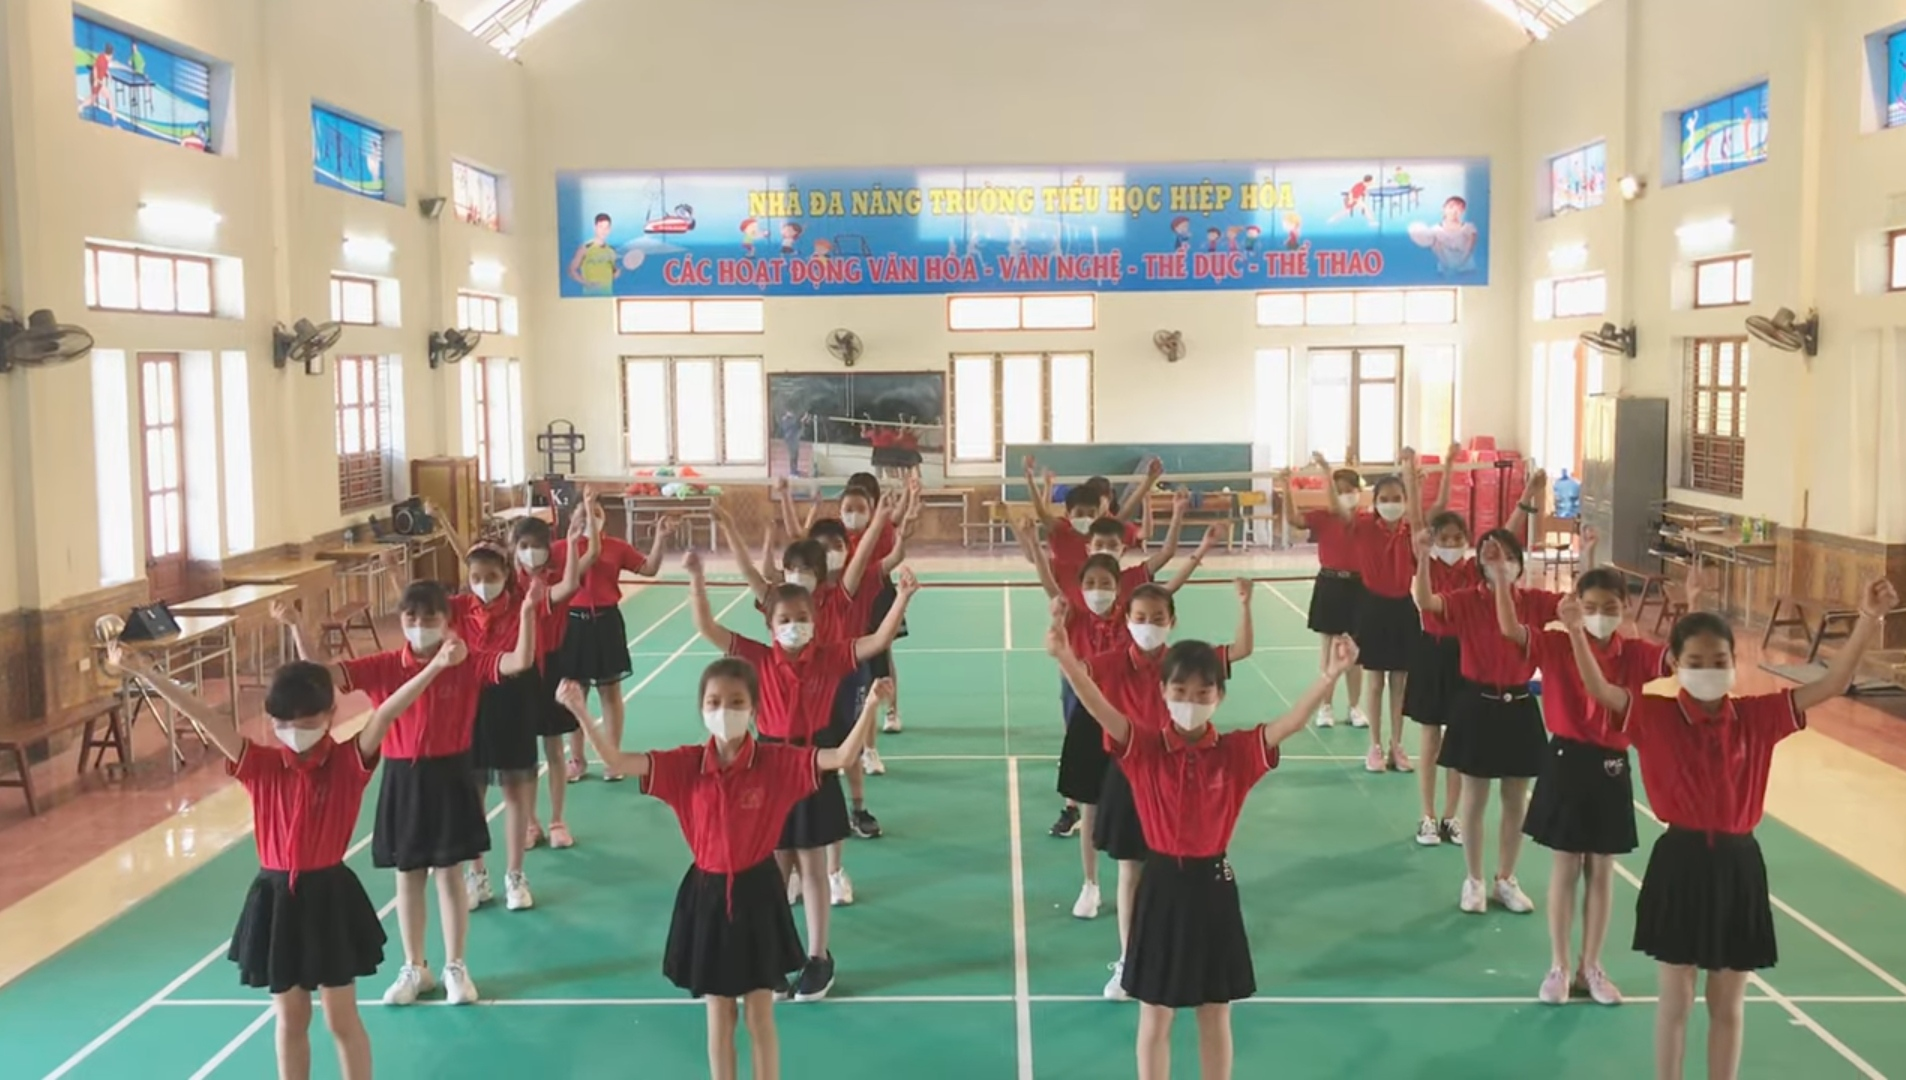 NHÀ ĐA NĂNG TRƯỜNG TIỂU HỌC HIỆP HÒA
CÁC HOẠT ĐỘNG VĂN HÓA - VĂN NGHỆ - THỂ DỤC - THỂ THAO